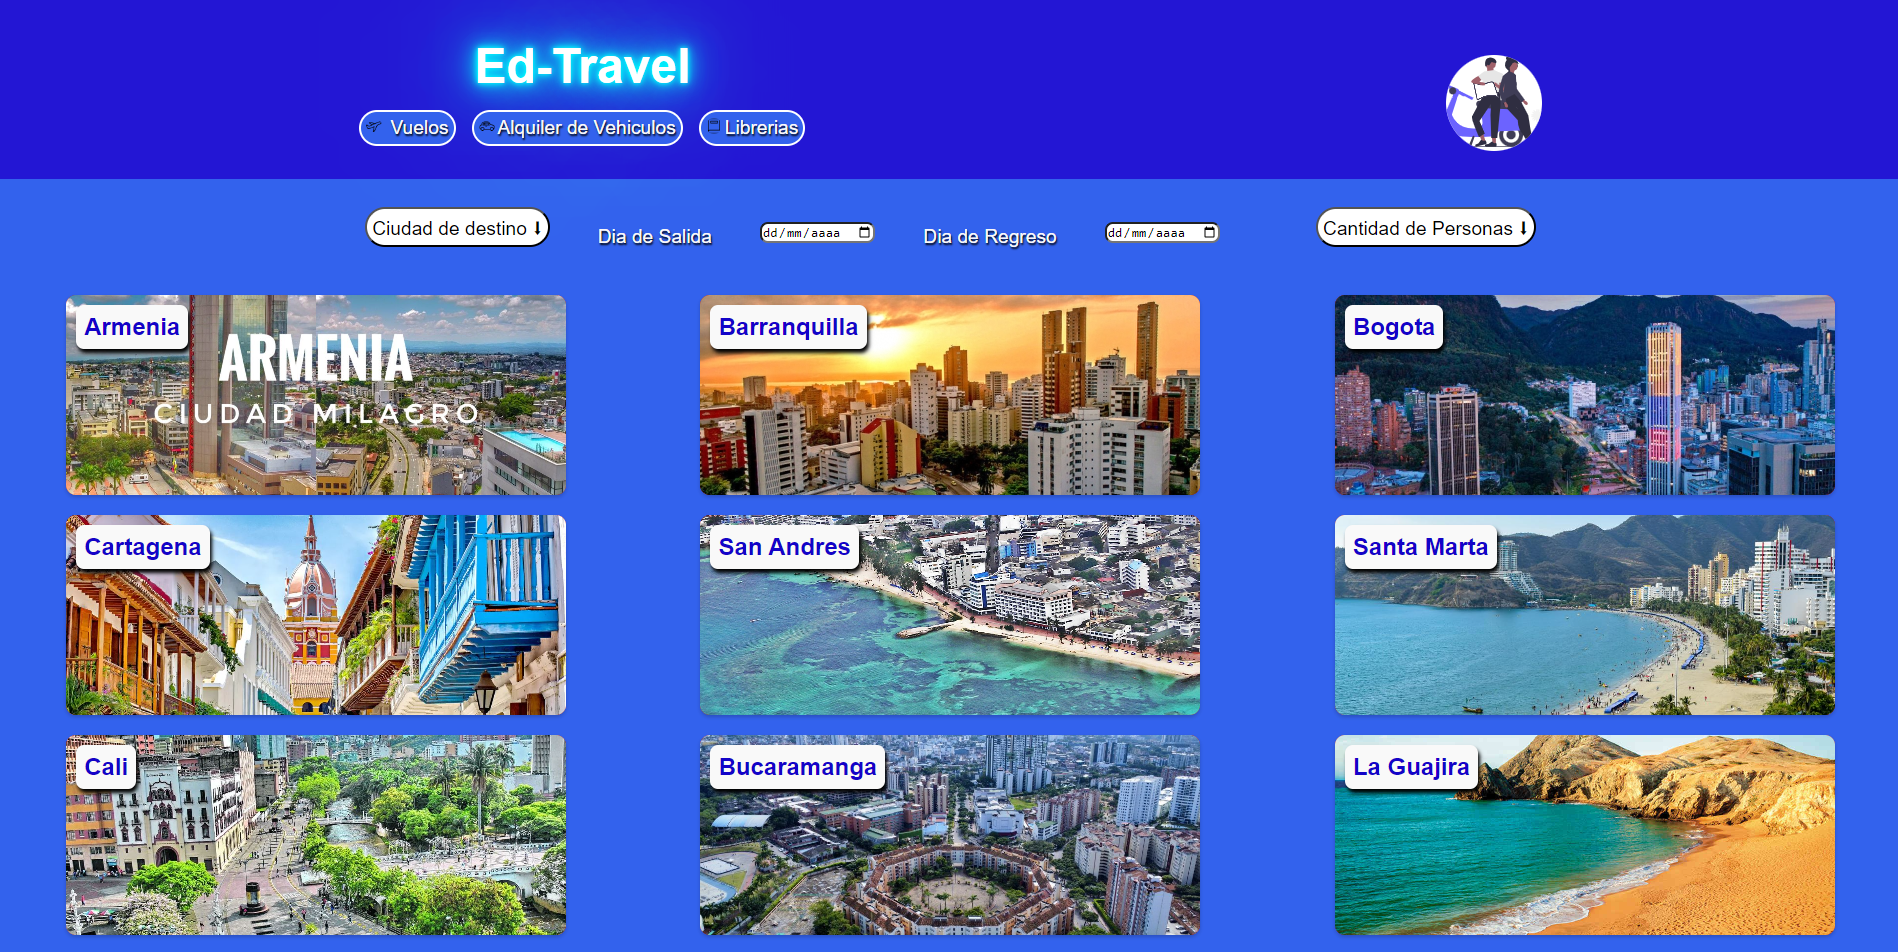 Ed-Travel
Vuelos
Alquiler de Vehiculos
Librerias
Ciudad de destino ⬇
Dia de Salida
dd/mm/aaaa
Dia de Regreso
dd/mm/aaaa
Cantidad de Personas ⬇
Armenia
ARMENIA
CIUDAD MILAGRO
Barranquilla
Bogota
Cartagena
San Andres
Santa Marta
Cali
Bucaramanga
La Guajira